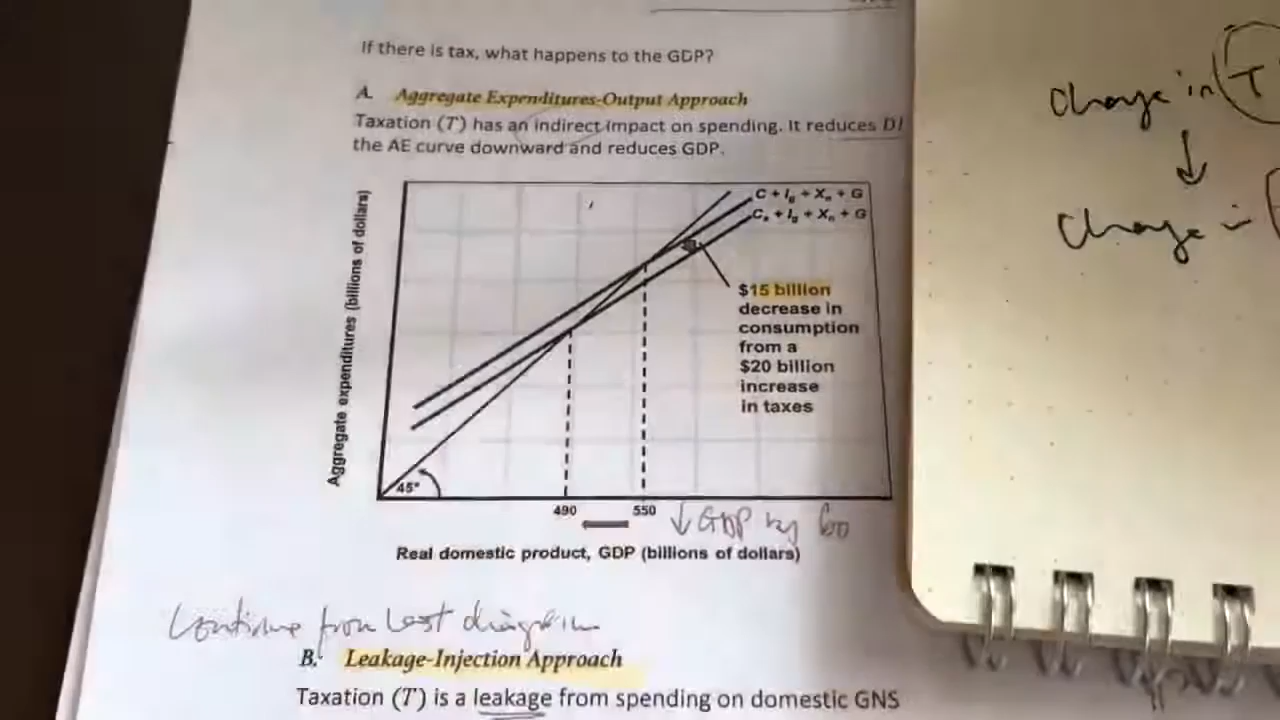 If there is tax, what happens to the GDP?
A. Aggregate Expenditures-Output Approach
Taxation (T) has an indirect impact on spending. It reduces DI
the AE curve downward and reduces GDP.
Aggregate expenditures (billions of dollars)
C + Ig + Xn + G
Ca + Ig + Xn + G
$15 billion
decrease in
consumption
from a
$20 billion
increase
in taxes
45°
490
550
↓ GDP by 60
Real domestic product, GDP (billions of dollars)
Continue from last diagram
B. Leakage-Injection Approach
Taxation (T) is a leakage from spending on domestic GNS
Change in T
↓
Change in